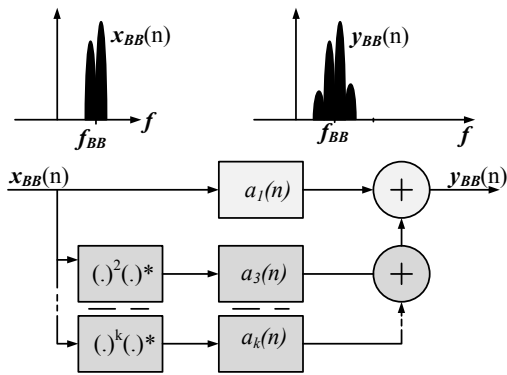 x_BB(n)
y_BB(n)
f_BB
f
f_BB
f
x_BB(n)
a_1(n)
+
y_BB(n)
(.)^2(.)*
a_3(n)
+
(.)^k(.)*
a_k(n)